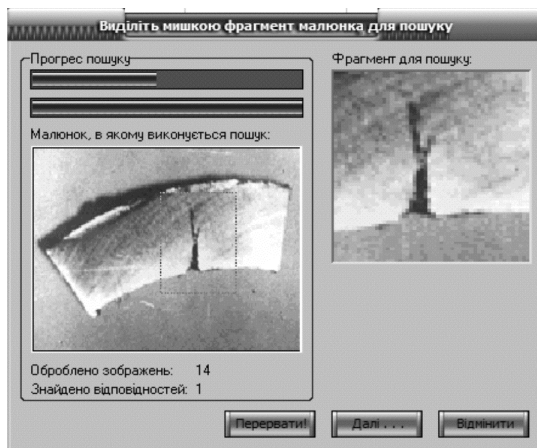 Виділіть мишкою фрагмент малюнка для пошуку
Прогрес пошуку
Малюнок, в якому виконується пошук:
Оброблено зображень: 14
Знайдено відповідностей: 1
Фрагмент для пошуку:
Перервати!
Далі . . .
Відмінити